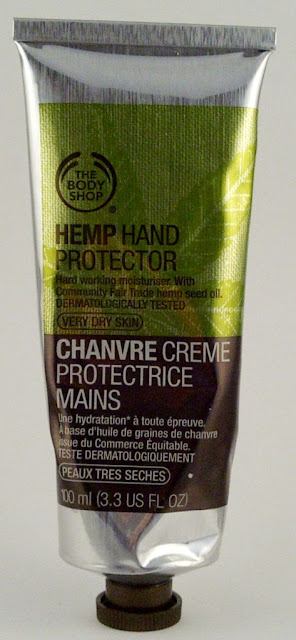 THE
BODY
SHOP
®
HEMP HAND
PROTECTOR
Hard working moisturiser. With
Community Fair Trade hemp seed oil.
DERMATOLOGICALLY TESTED
VERY DRY SKIN
CHANVRE CREME
PROTECTRICE
MAINS
Une hydratation* à toute épreuve.
A base d'huile de graines de chanvre
issue du Commerce Équitable.
TESTE DERMATOLOGIQUEMENT
PEAUX TRES SECHES
100 ml (3.3 US FL OZ)